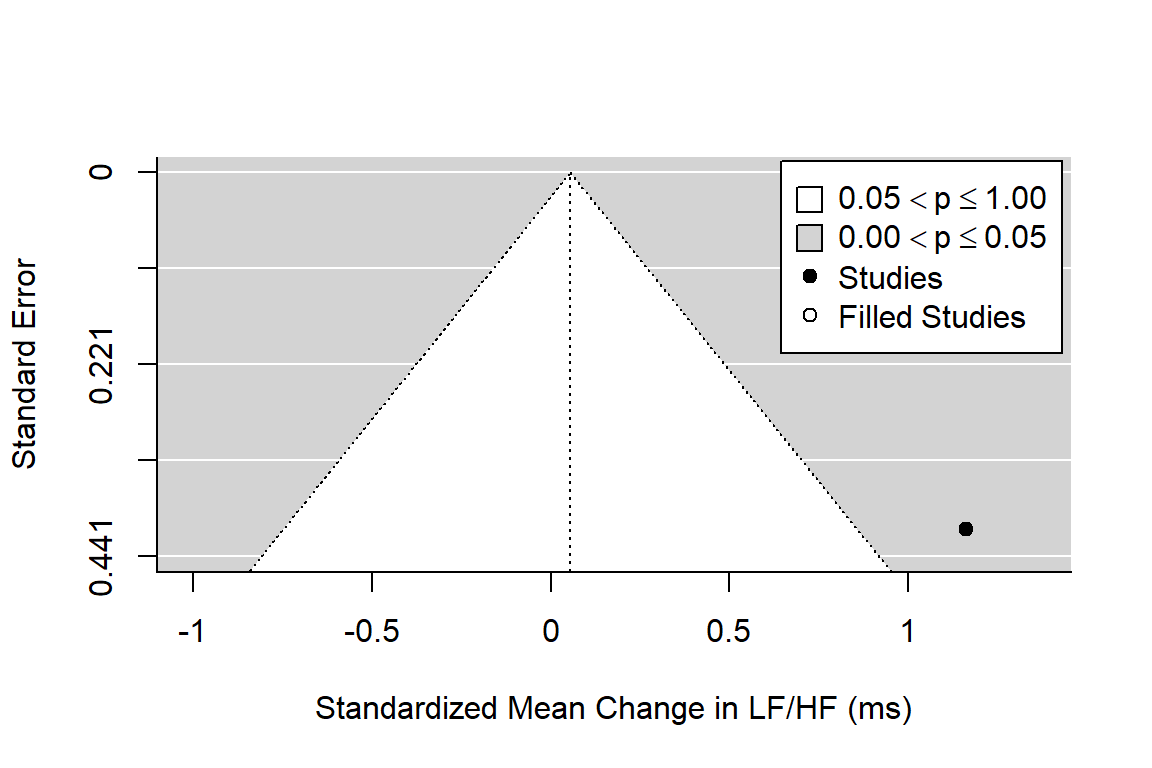 0.05 < p ≤ 1.00
0.00 < p ≤ 0.05
Studies
Filled Studies
Standard Error
0
0.221
0.441
-1
-0.5
0
0.5
1
Standardized Mean Change in LF/HF (ms)